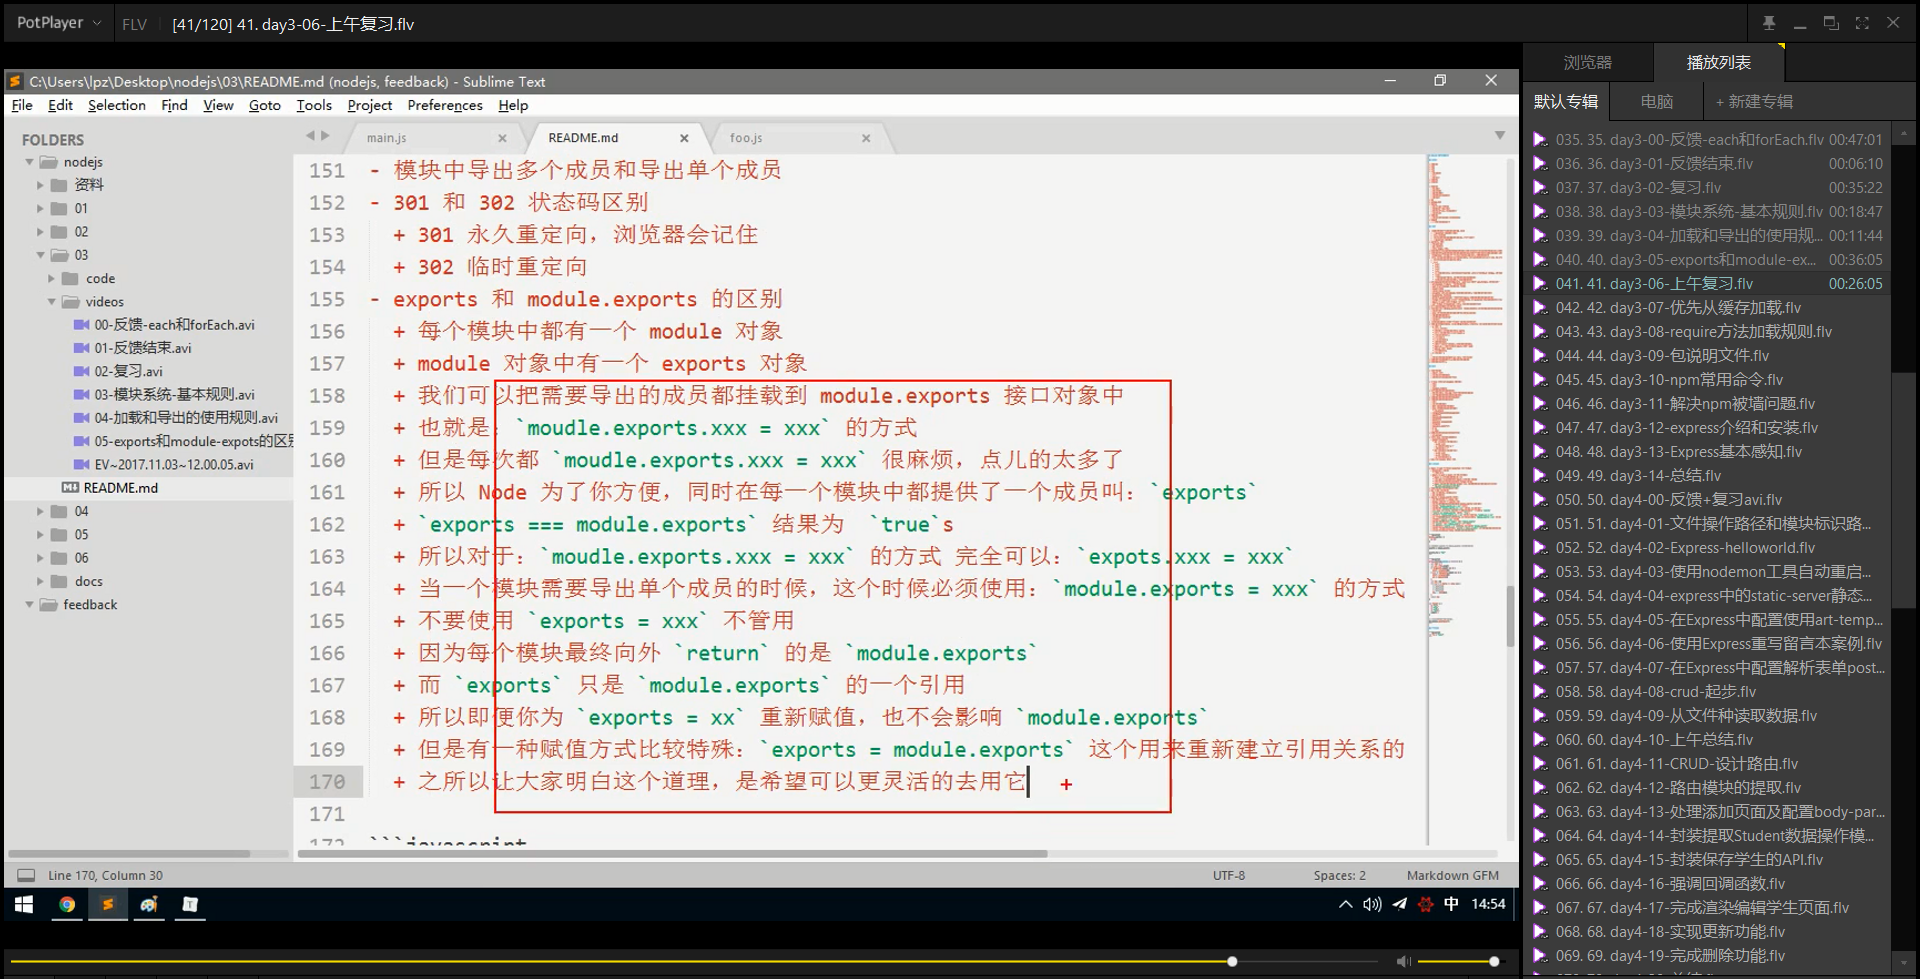 PotPlayer
FLV
[41/120] 41. day3-06-上午复习.flv
C:\Users\lpz\Desktop\nodejs\03\README.md (nodejs, feedback) - Sublime Text
File Edit Selection Find View Goto Tools Project Preferences Help
FOLDERS
nodejs
资料
01
02
03
code
videos
00-反馈-each和forEach.avi
01-反馈结束.avi
02-复习.avi
03-模块系统-基本规则.avi
04-加载和导出的使用规则.avi
05-exports和module-expots的区别
EV~2017.11.03~12.00.05.avi
README.md
04
05
06
docs
feedback
main.js
README.md
foo.js
151 - 模块中导出多个成员和导出单个成员
152 - 301 和 302 状态码区别
153 + 301 永久重定向，浏览器会记住
154 + 302 临时重定向
155 - exports 和 module.exports 的区别
156 + 每个模块中都有一个 module 对象
157 + module 对象中有一个 exports 对象
158 + 我们可以把需要导出的成员都挂载到 module.exports 接口对象中
159 + 也就是：`moudle.exports.xxx = xxx` 的方式
160 + 但是每次都 `moudle.exports.xxx = xxx` 很麻烦，点儿的太多了
161 + 所以 Node 为了你方便，同时在每一个模块中都提供了一个成员叫：`exports`
162 + `exports === module.exports` 结果为  `true`s
163 + 所以对于：`moudle.exports.xxx = xxx` 的方式 完全可以：`expots.xxx = xxx`
164 + 当一个模块需要导出单个成员的时候，这个时候必须使用：`module.exports = xxx` 的方式
165 + 不要使用 `exports = xxx` 不管用
166 + 因为每个模块最终向外 `return` 的是 `module.exports`
167 + 而 `exports` 只是 `module.exports` 的一个引用
168 + 所以即便你为 `exports = xx` 重新赋值，也不会影响 `module.exports`
169 + 但是有一种赋值方式比较特殊：`exports = module.exports` 这个用来重新建立引用关系的
170 + 之所以让大家明白这个道理，是希望可以更灵活的去用它
171
172 ```javascript
Line 170, Column 30
UTF-8
Spaces: 2
Markdown GFM
中
14:54
浏览器
播放列表
默认专辑
电脑
+ 新建专辑
035. 35. day3-00-反馈-each和forEach.flv 00:47:01
036. 36. day3-01-反馈结束.flv 00:06:10
037. 37. day3-02-复习.flv 00:35:22
038. 38. day3-03-模块系统-基本规则.flv 00:18:47
039. 39. day3-04-加载和导出的使用规... 00:11:44
040. 40. day3-05-exports和module-ex... 00:36:05
041. 41. day3-06-上午复习.flv 00:26:05
042. 42. day3-07-优先从缓存加载.flv
043. 43. day3-08-require方法加载规则.flv
044. 44. day3-09-包说明文件.flv
045. 45. day3-10-npm常用命令.flv
046. 46. day3-11-解决npm被墙问题.flv
047. 47. day3-12-express介绍和安装.flv
048. 48. day3-13-Express基本感知.flv
049. 49. day3-14-总结.flv
050. 50. day4-00-反馈+复习avi.flv
051. 51. day4-01-文件操作路径和模块标识路...
052. 52. day4-02-Express-helloworld.flv
053. 53. day4-03-使用nodemon工具自动重启...
054. 54. day4-04-express中的static-server静态...
055. 55. day4-05-在Express中配置使用art-temp...
056. 56. day4-06-使用Express重写留言本案例.flv
057. 57. day4-07-在Express中配置解析表单post...
058. 58. day4-08-crud-起步.flv
059. 59. day4-09-从文件种读取数据.flv
060. 60. day4-10-上午总结.flv
061. 61. day4-11-CRUD-设计路由.flv
062. 62. day4-12-路由模块的提取.flv
063. 63. day4-13-处理添加页面及配置body-par...
064. 64. day4-14-封装提取Student数据操作模...
065. 65. day4-15-封装保存学生的API.flv
066. 66. day4-16-强调回调函数.flv
067. 67. day4-17-完成渲染编辑学生页面.flv
068. 68. day4-18-实现更新功能.flv
069. 69. day4-19-完成删除功能.flv